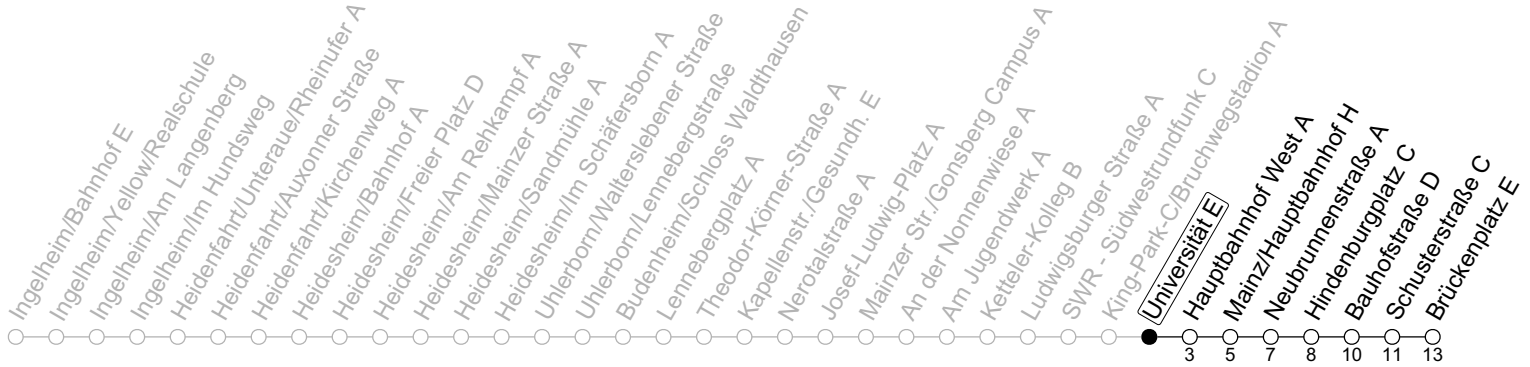 Ingelheim/Bahnhof E
Ingelheim/Yellow/Realschule
Ingelheim/Am Langenberg
Ingelheim/Im Hundsweg
Heidenfahrt/Unteraue/Rheinufer A
Heidenfahrt/Auxonner Straße
Heidenfahrt/Kirchenweg A
Heidesheim/Bahnhof A
Heidesheim/Freier Platz D
Heidesheim/Am Rehkampf A
Heidesheim/Mainzer Straße A
Heidesheim/Sandmühle A
Heidesheim/Im Schäfersborn A
Uhlerborn/Walterslebener Straße
Uhlerborn/Lennebergstraße
Budenheim/Schloss Waldthausen
Lennebergplatz A
Theodor-Körner-Straße A
Kapellenstr./Gesundh. E
Nerotalstraße A
Josef-Ludwig-Platz A
Mainzer Str./Gonsberg Campus A
An der Nonnenwiese A
Am Jugendwerk A
Ketteler-Kolleg B
Ludwigsburger Straße A
SWR - Südwestrundfunk C
King-Park-C/Bruchwegstadion A
Universität E
Hauptbahnhof West A
Mainz/Hauptbahnhof H
Neubrunnenstraße A
Hindenburgplatz C
Bauhofstraße D
Schusterstraße C
Brückenplatz E
3 5 7 8 10 11 13